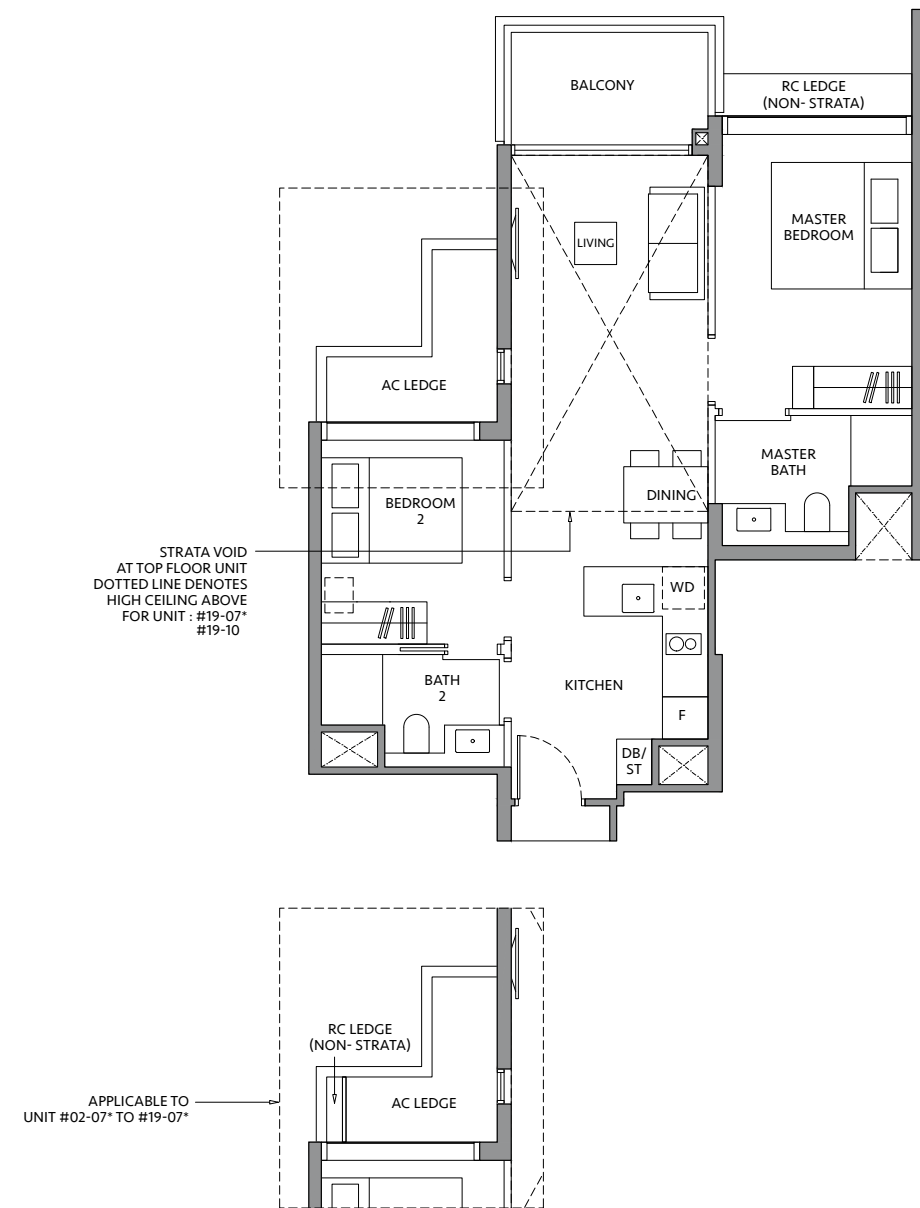 BALCONY
RC LEDGE
(NON- STRATA)
LIVING
MASTER
BEDROOM
AC LEDGE
MASTER
BATH
DINING
BEDROOM
2
STRATA VOID
AT TOP FLOOR UNIT
DOTTED LINE DENOTES
HIGH CEILING ABOVE
FOR UNIT : #19-07*
#19-10
WD
BATH
2
KITCHEN
F
DB/
ST
RC LEDGE
(NON- STRATA)
APPLICABLE TO
UNIT #02-07* TO #19-07*
AC LEDGE